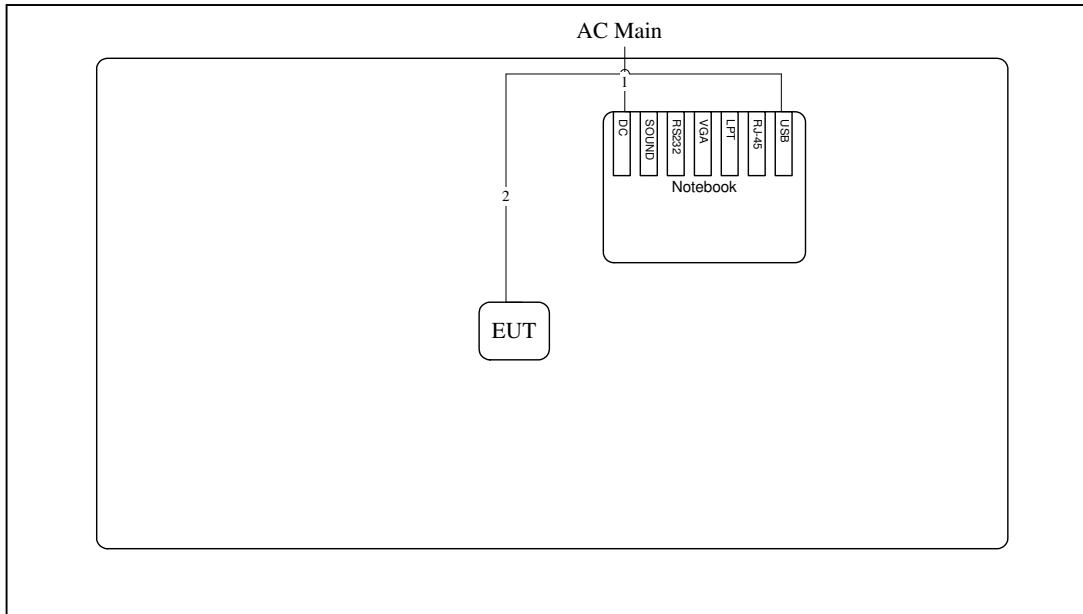 AC Main
1
DC
SOUND
RS232
VGA
LPT
RJ-45
USB
Notebook
2
EUT